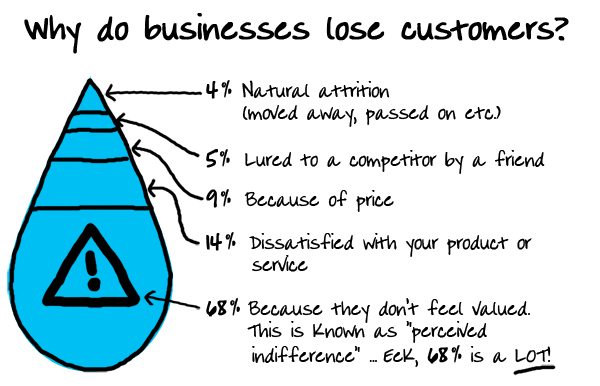 Why do businesses lose customers?
4% Natural attrition
(moved away, passed on etc.)
5% Lured to a competitor by a friend
9% Because of price
14% Dissatisfied with your product or
service
68% Because they don't feel valued.
This is known as "perceived
indifference" ... Eek, 68% is a LOT!
!